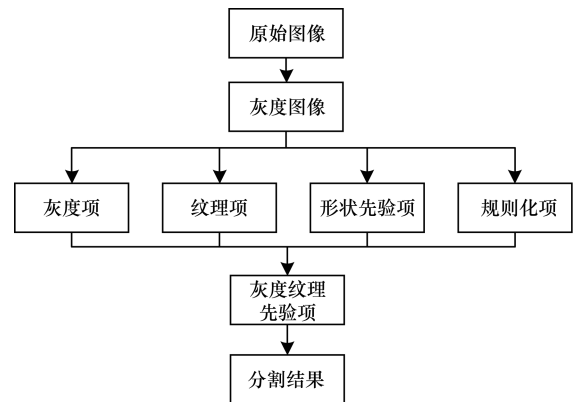 原始图像
灰度图像
灰度项
纹理项
形状先验项
规则化项
灰度纹理
先验项
分割结果